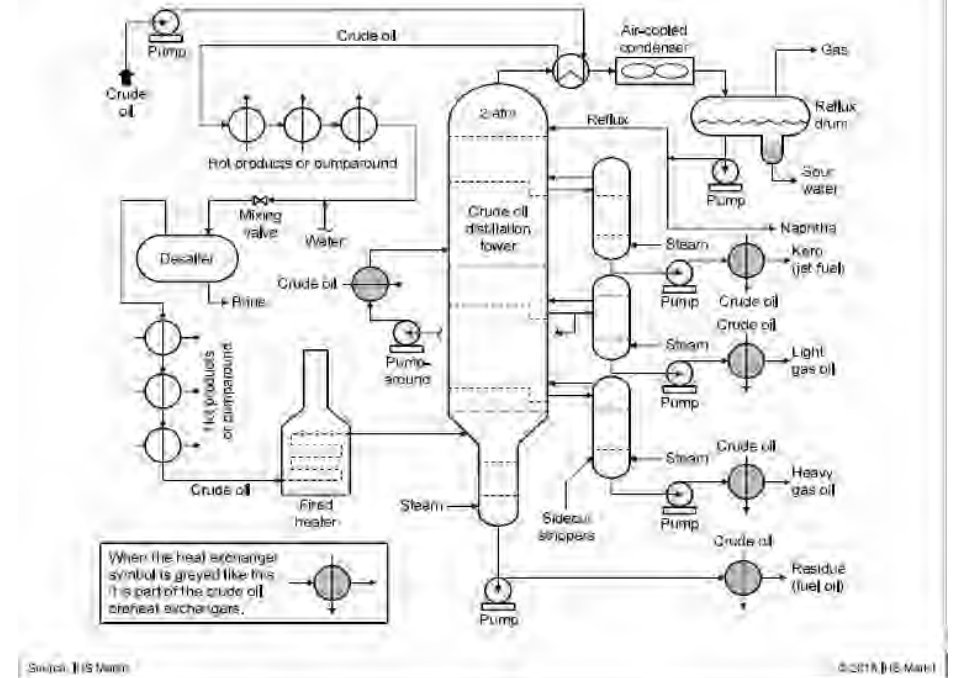 Pump
Crude
oil
Crude oil
Air-cooled
condenser
Gas
Reflux
drum
2 atm
Reflux
Hot products or pumparound
Pump
Sour
water
Mixing
valve
Water
Crude oil
distillation
tower
Naphtha
Steam
Kero
(jet fuel)
Desalter
Crude oil
Brine
Pump
Crude oil
Crude oil
Hot products
or pumparound
Pump-
around
Steam
Light
gas oil
Pump
Crude oil
Steam
Heavy
gas oil
Crude oil
Fired
heater
Steam
Sidecut
strippers
Pump
Crude oil
When the heat exchanger
symbol is greyed like this
it is part of the crude oil
preheat exchangers.
Residue
(fuel oil)
Pump
Source: IHS Markit
© 2018 IHS Markit